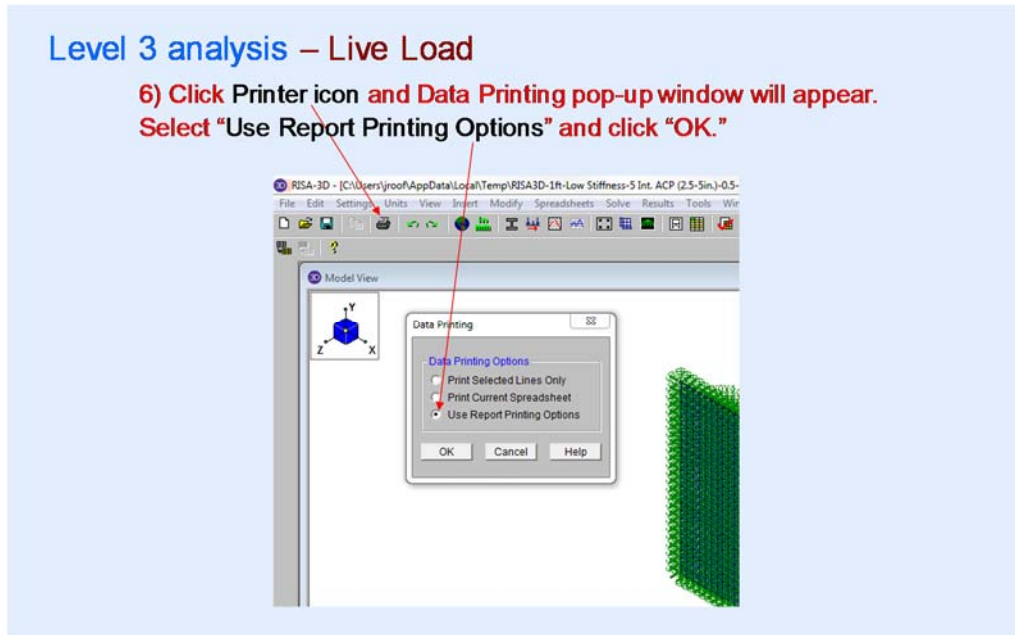 Level 3 analysis – Live Load
6) Click Printer icon and Data Printing pop-up window will appear.
Select “Use Report Printing Options” and click “OK.”
RISA-3D - [C:\Users\jroof\AppData\Local\Temp\RISA3D-1ft-Low Stiffness-5 Int. ACP (2.5-5in.)-0.5-
File Edit Settings Units View Insert Modify Spreadsheets Solve Results Tools Win
Model View
Y
Z X
Data Printing
Data Printing Options
Print Selected Lines Only
Print Current Spreadsheet
Use Report Printing Options
OK Cancel Help